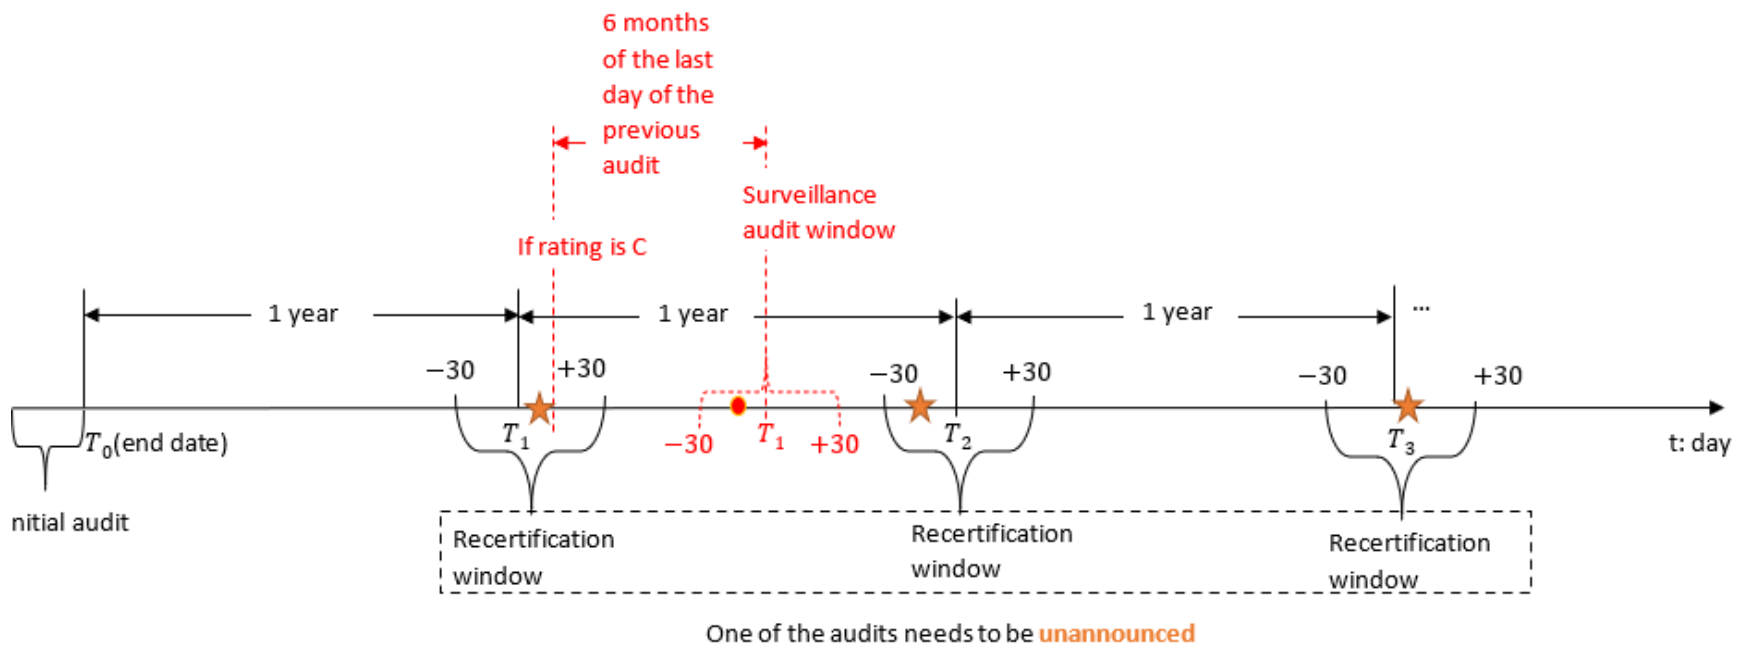 6 months
of the last
day of the
previous
audit
Surveillance
audit window
If rating is C
1 year
1 year
1 year
...
−30
+30
−30
+30
−30
+30
T₀(end date)
T₁
−30
T₁
+30
T₂
T₃
t: day
nitial audit
Recertification
window
Recertification
window
Recertification
window
One of the audits needs to be unannounced